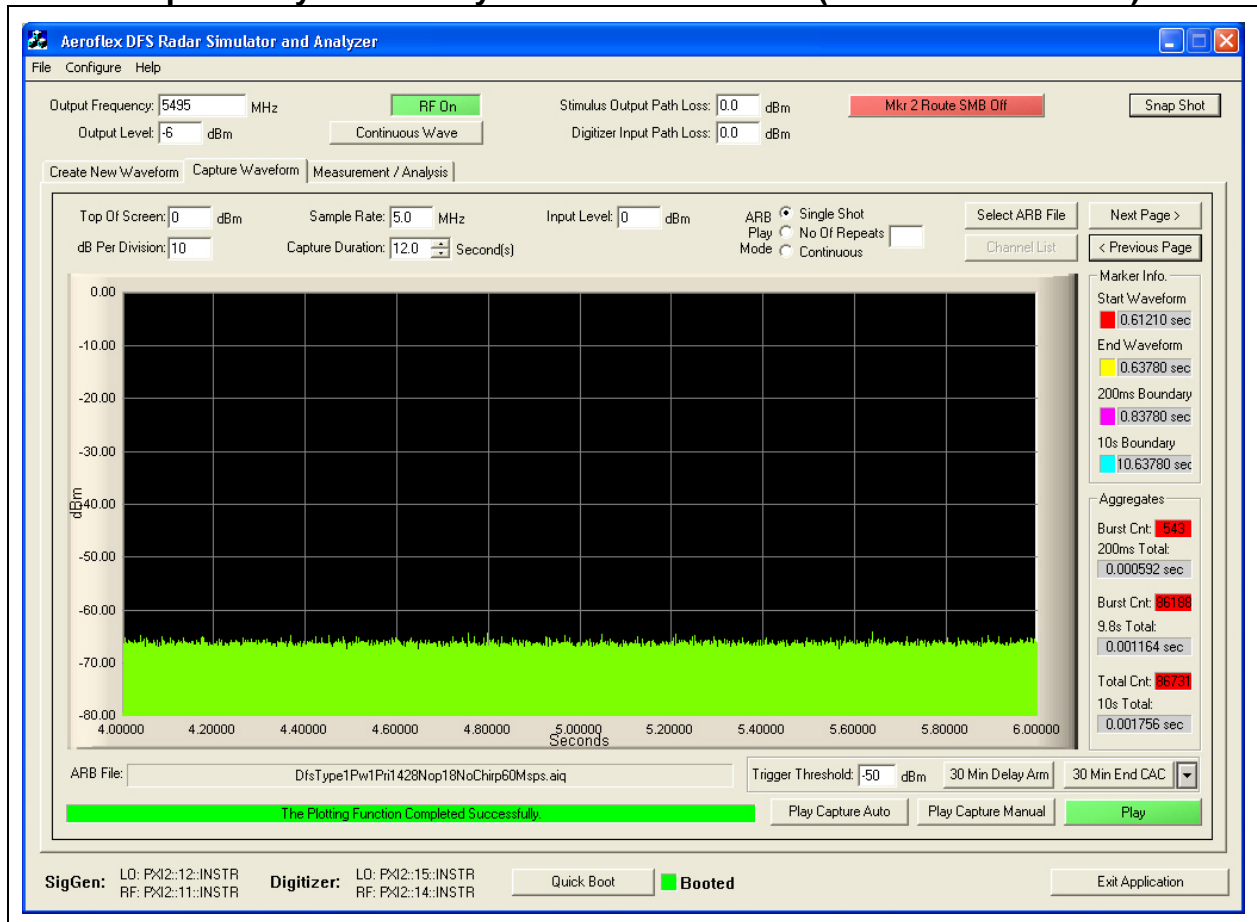 Aeroflex DFS Radar Simulator and Analyzer
File Configure Help
Output Frequency: 5495 MHz
RF On
Stimulus Output Path Loss: 0.0 dBm
Mkr 2 Route SMB Off
Snap Shot
Output Level: -6 dBm
Continuous Wave
Digitizer Input Path Loss: 0.0 dBm
Create New Waveform
Capture Waveform
Measurement / Analysis
Top Of Screen: 0 dBm
Sample Rate: 5.0 MHz
Input Level: 0 dBm
ARB Play Mode
Single Shot
No Of Repeats
Continuous
Select ARB File
Next Page >
dB Per Division: 10
Capture Duration: 12.0 Second(s)
Channel List
< Previous Page
0.00
-10.00
-20.00
-30.00
-40.00
-50.00
-60.00
-70.00
-80.00
dBm
4.00000 4.20000 4.40000 4.60000 4.80000 5.00000 5.20000 5.40000 5.60000 5.80000 6.00000
Seconds
Marker Info.
Start Waveform
0.61210 sec
End Waveform
0.63780 sec
200ms Boundary
0.83780 sec
10s Boundary
10.63780 sec
Aggregates
Burst Cnt: 543
200ms Total:
0.000592 sec
Burst Cnt: 86188
9.8s Total:
0.001164 sec
Total Cnt: 86731
10s Total:
0.001756 sec
ARB File: DfsType1Pw1Pri1428Nop18NoChirp60Msps.aiq
Trigger Threshold: -50 dBm
30 Min Delay Arm
30 Min End CAC
The Plotting Function Completed Successfully.
Play Capture Auto
Play Capture Manual
Play
SigGen: LO: PXI2::12::INSTR
RF: PXI2::11::INSTR
Digitizer: LO: PXI2::15::INSTR
RF: PXI2::14::INSTR
Quick Boot
Booted
Exit Application